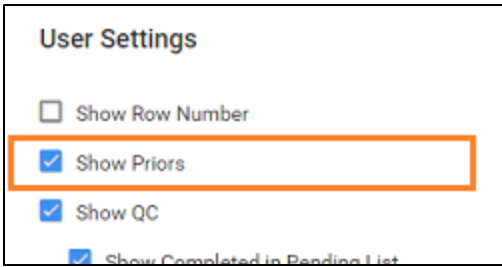 User Settings
Show Row Number
Show Priors
Show QC
Show Completed in Pending List